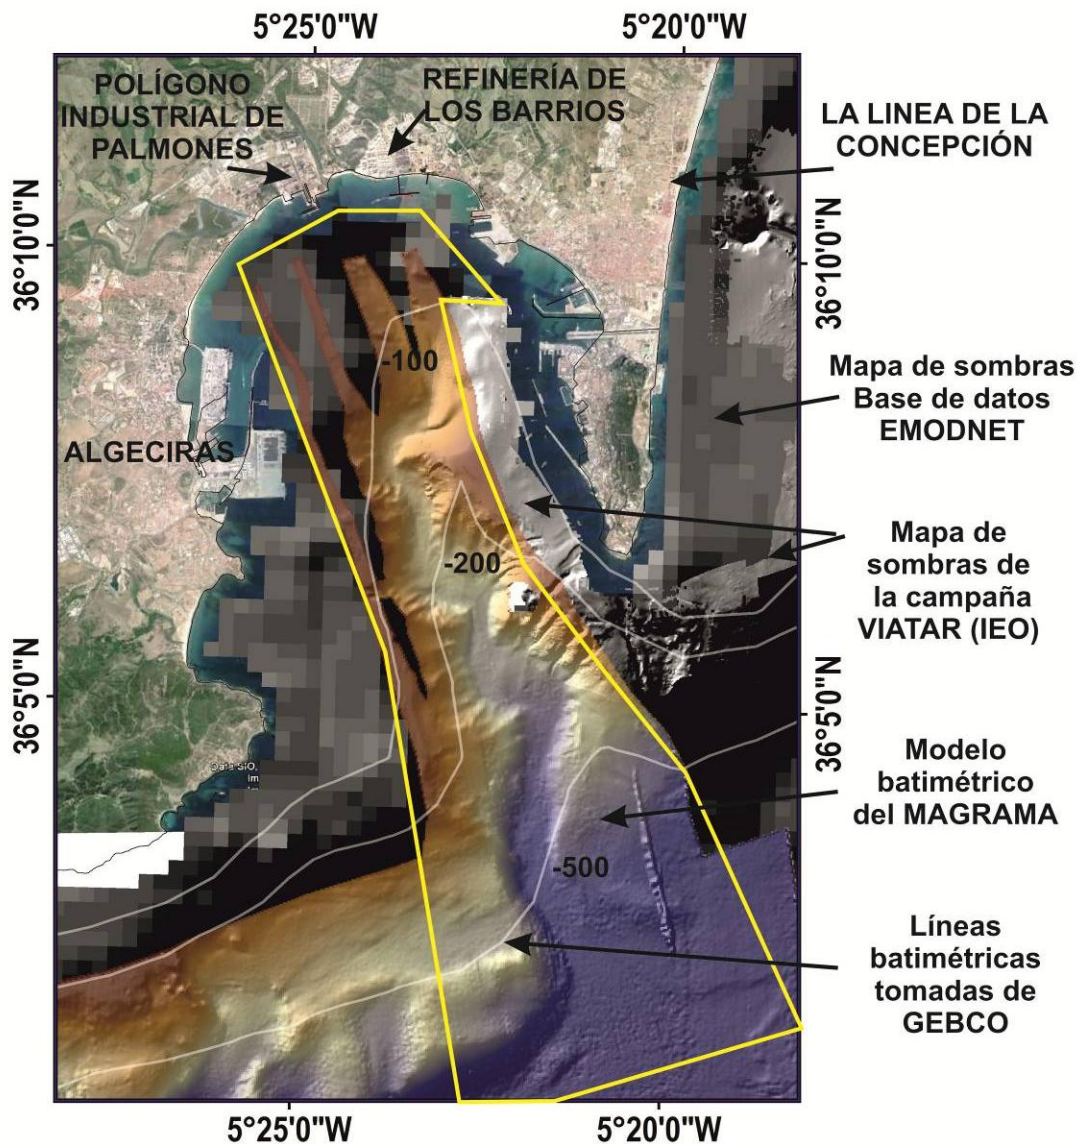 5°25'0"W
5°20'0"W
POLÍGONO
INDUSTRIAL DE
PALMONES
REFINERÍA DE
LOS BARRIOS
LA LINEA DE LA
CONCEPCIÓN
36°10'0"N
36°10'0"N
-100
Mapa de sombras
Base de datos
EMODNET
ALGECIRAS
-200
Mapa de
sombras de
la campaña
VIATAR (IEO)
36°5'0"N
36°5'0"N
Data SIO,
Im
Modelo
batimétrico
del MAGRAMA
-500
Líneas
batimétricas
tomadas de
GEBCO
5°25'0"W
5°20'0"W